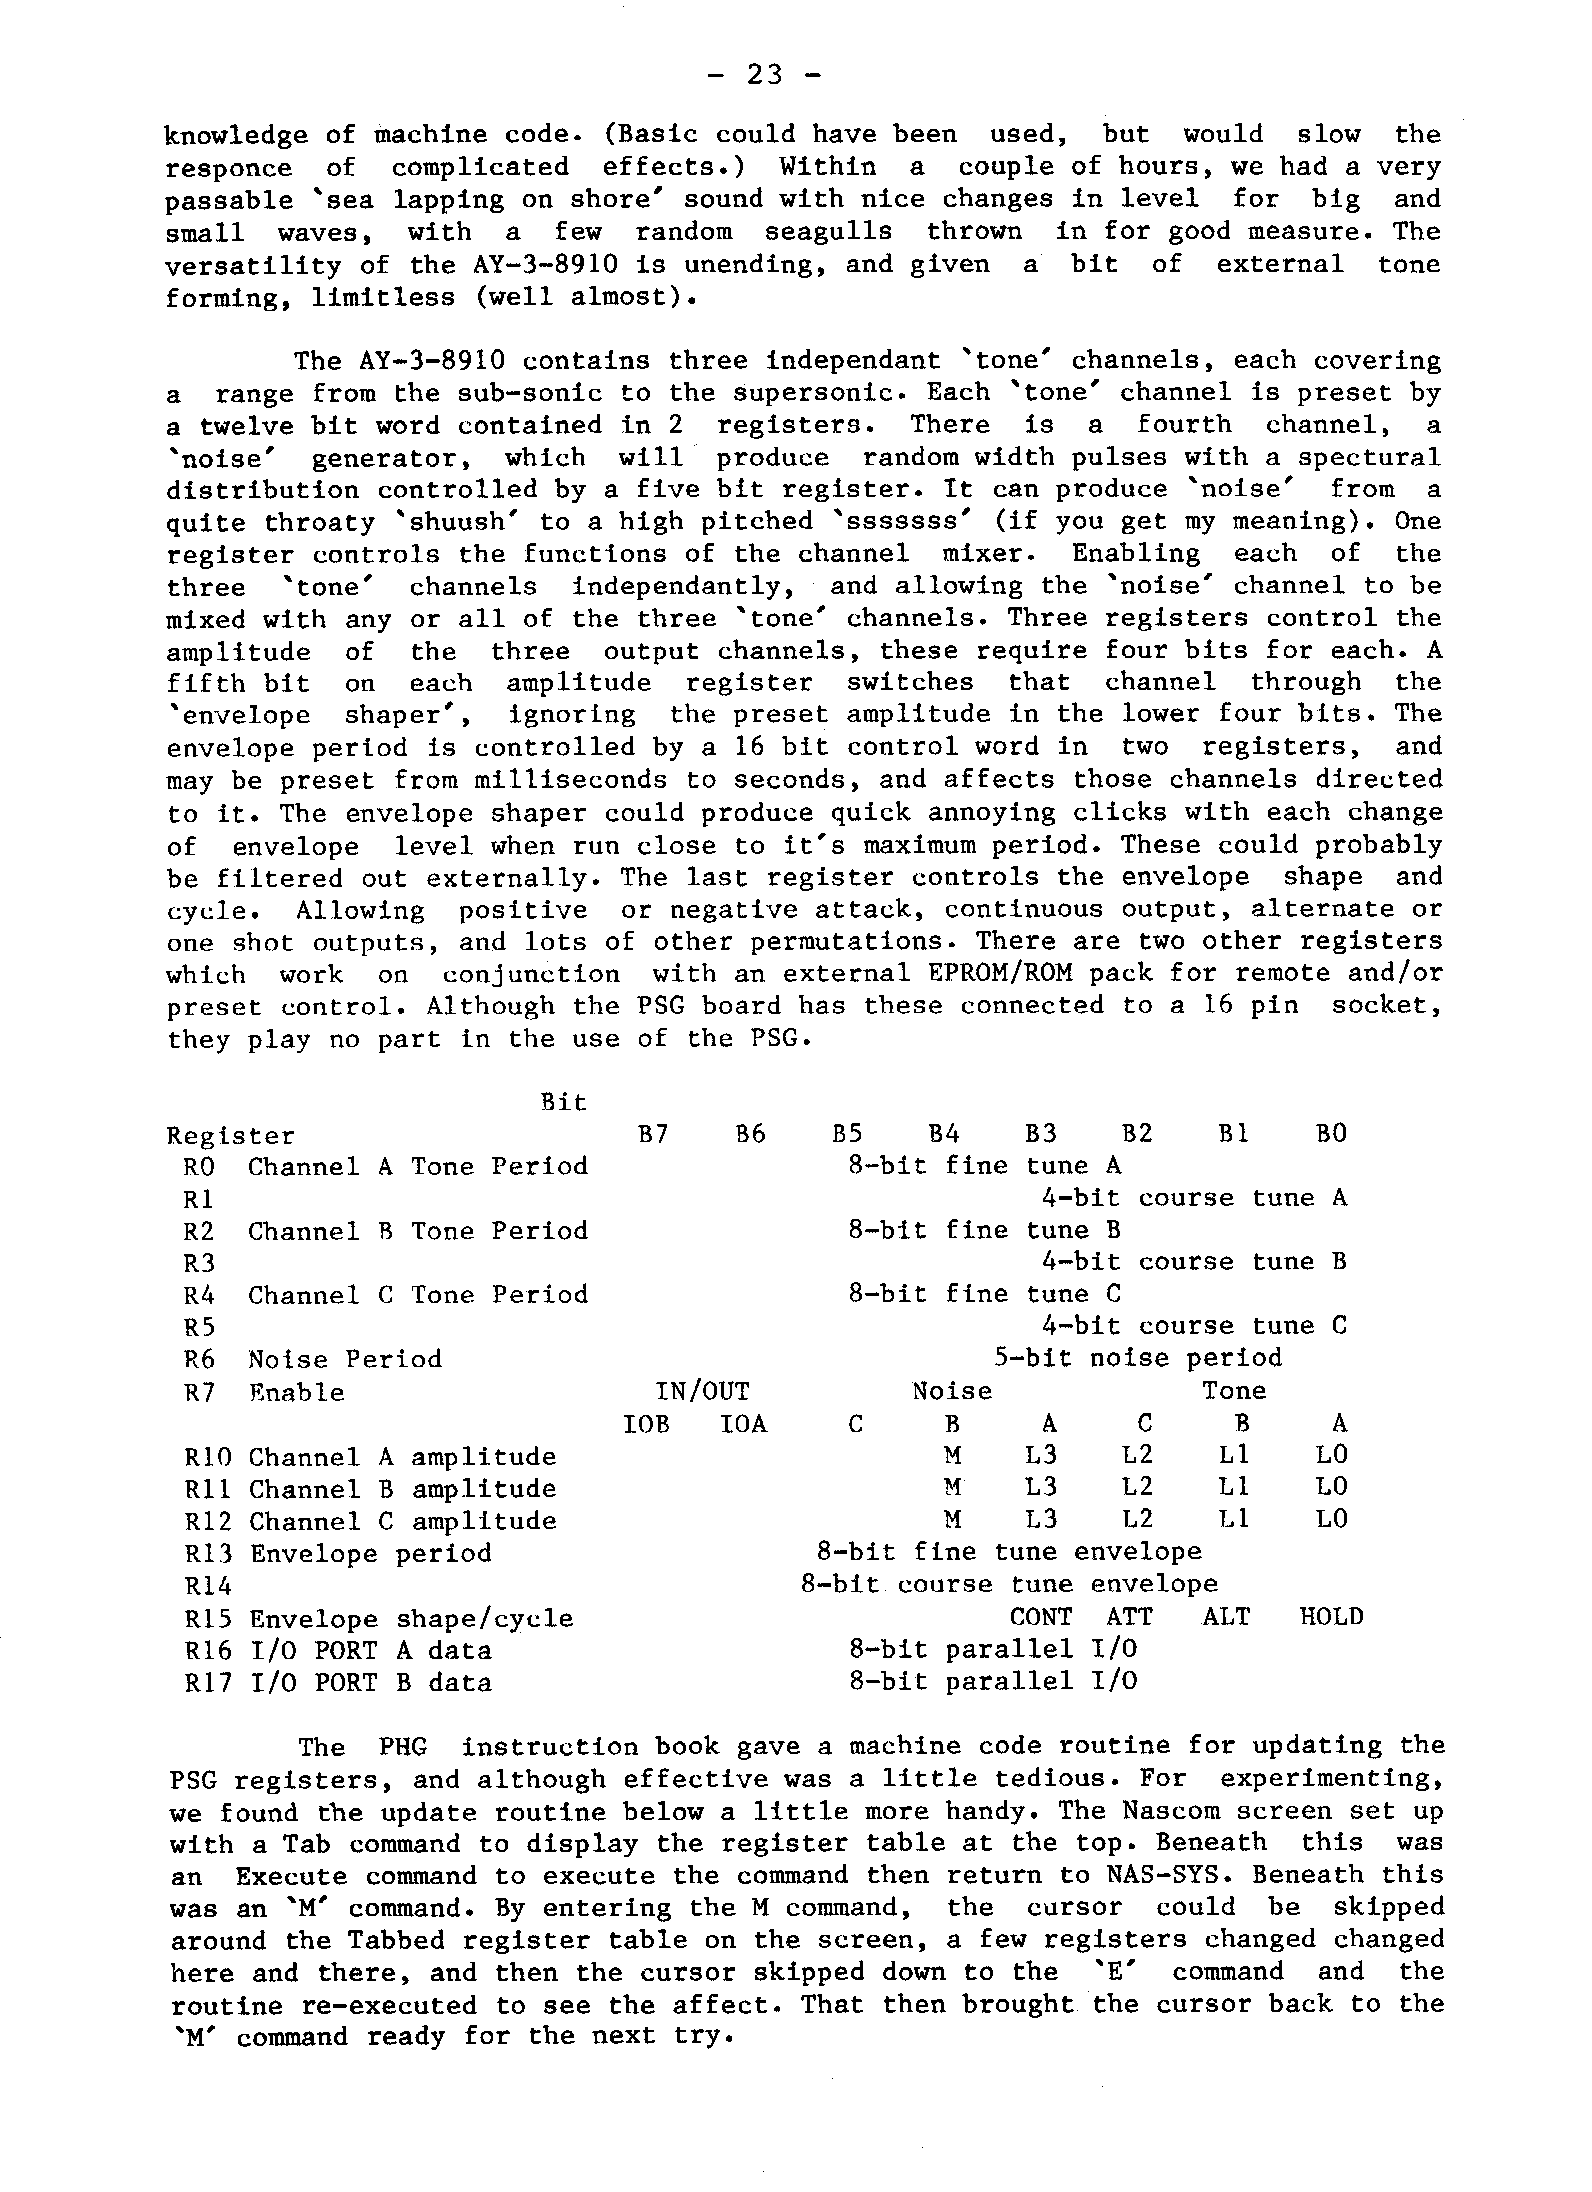 - 23 -
knowledge of machine code. (Basic could have been used, but would slow the
responce of complicated effects.) Within a couple of hours, we had a very
passable `sea lapping on shore' sound with nice changes in level for big and
small waves, with a few random seagulls thrown in for good measure. The
versatility of the AY-3-8910 is unending, and given a bit of external tone
forming, limitless (well almost).
The AY-3-8910 contains three independant `tone' channels, each covering
a range from the sub-sonic to the supersonic. Each `tone' channel is preset by
a twelve bit word contained in 2 registers. There is a fourth channel, a
`noise' generator, which will produce random width pulses with a spectural
distribution controlled by a five bit register. It can produce `noise' from a
quite throaty `shuush' to a high pitched `sssssss' (if you get my meaning). One
register controls the functions of the channel mixer. Enabling each of the
three `tone' channels independantly, and allowing the `noise' channel to be
mixed with any or all of the three `tone' channels. Three registers control the
amplitude of the three output channels, these require four bits for each. A
fifth bit on each amplitude register switches that channel through the
`envelope shaper', ignoring the preset amplitude in the lower four bits. The
envelope period is controlled by a 16 bit control word in two registers, and
may be preset from milliseconds to seconds, and affects those channels directed
to it. The envelope shaper could produce quick annoying clicks with each change
of envelope level when run close to it's maximum period. These could probably
be filtered out externally. The last register controls the envelope shape and
cycle. Allowing positive or negative attack, continuous output, alternate or
one shot outputs, and lots of other permutations. There are two other registers
which work on conjunction with an external EPROM/ROM pack for remote and/or
preset control. Although the PSG board has these connected to a 16 pin socket,
they play no part in the use of the PSG.
Bit
Register B7 B6 B5 B4 B3 B2 B1 B0
R0 Channel A Tone Period 8-bit fine tune A
R1 4-bit course tune A
R2 Channel B Tone Period 8-bit fine tune B
R3 4-bit course tune B
R4 Channel C Tone Period 8-bit fine tune C
R5 4-bit course tune C
R6 Noise Period 5-bit noise period
R7 Enable IN/OUT Noise Tone
IOB IOA C B A C B A
R10 Channel A amplitude M L3 L2 L1 L0
R11 Channel B amplitude M L3 L2 L1 L0
R12 Channel C amplitude M L3 L2 L1 L0
R13 Envelope period 8-bit fine tune envelope
R14 8-bit course tune envelope
R15 Envelope shape/cycle CONT ATT ALT HOLD
R16 I/O PORT A data 8-bit parallel I/O
R17 I/O PORT B data 8-bit parallel I/O
The PHG instruction book gave a machine code routine for updating the
PSG registers, and although effective was a little tedious. For experimenting,
we found the update routine below a little more handy. The Nascom screen set up
with a Tab command to display the register table at the top. Beneath this was
an Execute command to execute the command then return to NAS-SYS. Beneath this
was an `M' command. By entering the M command, the cursor could be skipped
around the Tabbed register table on the screen, a few registers changed changed
here and there, and then the cursor skipped down to the `E' command and the
routine re-executed to see the affect. That then brought the cursor back to the
`M' command ready for the next try.